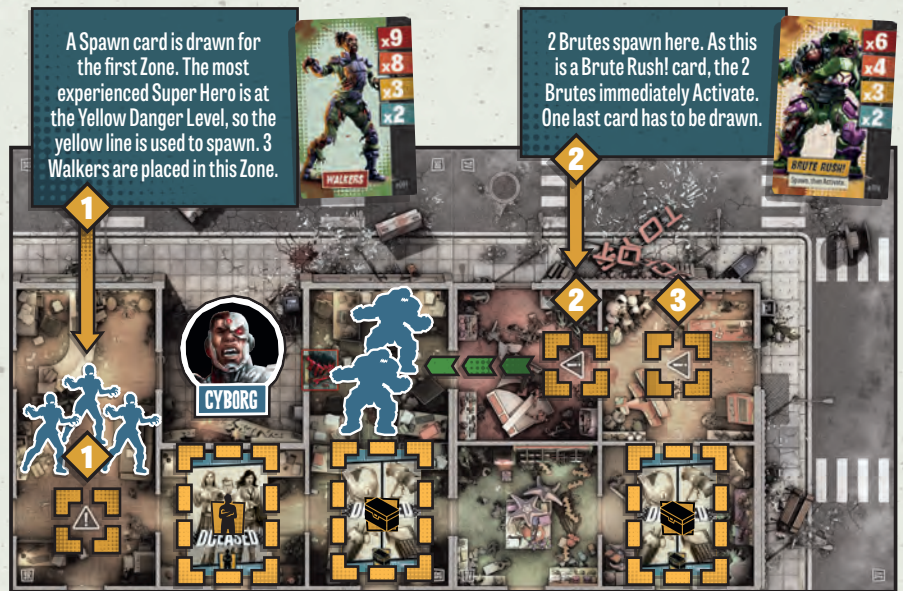 A Spawn card is drawn for
the first Zone. The most
experienced Super Hero is at
the Yellow Danger Level, so the
yellow line is used to spawn. 3
Walkers are placed in this Zone.
x9
x8
x3
x2
WALKERS
2 Brutes spawn here. As this
is a Brute Rush! card, the 2
Brutes immediately Activate.
One last card has to be drawn.
x6
x4
x3
x2
BRUTE RUSH!
Spawn, then Activate.
1
2
TOYS
2
3
CYBORG
1
DCEASED